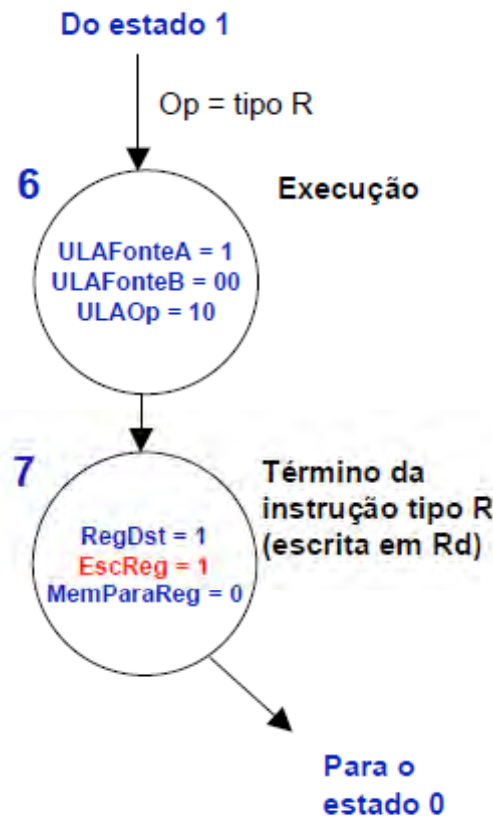 Do estado 1
Op = tipo R
6
Execução
ULAFonteA = 1
ULAFonteB = 00
ULAOp = 10
7
Término da
instrução tipo R
(escrita em Rd)
RegDst = 1
EscReg = 1
MemParaReg = 0
Para o
estado 0